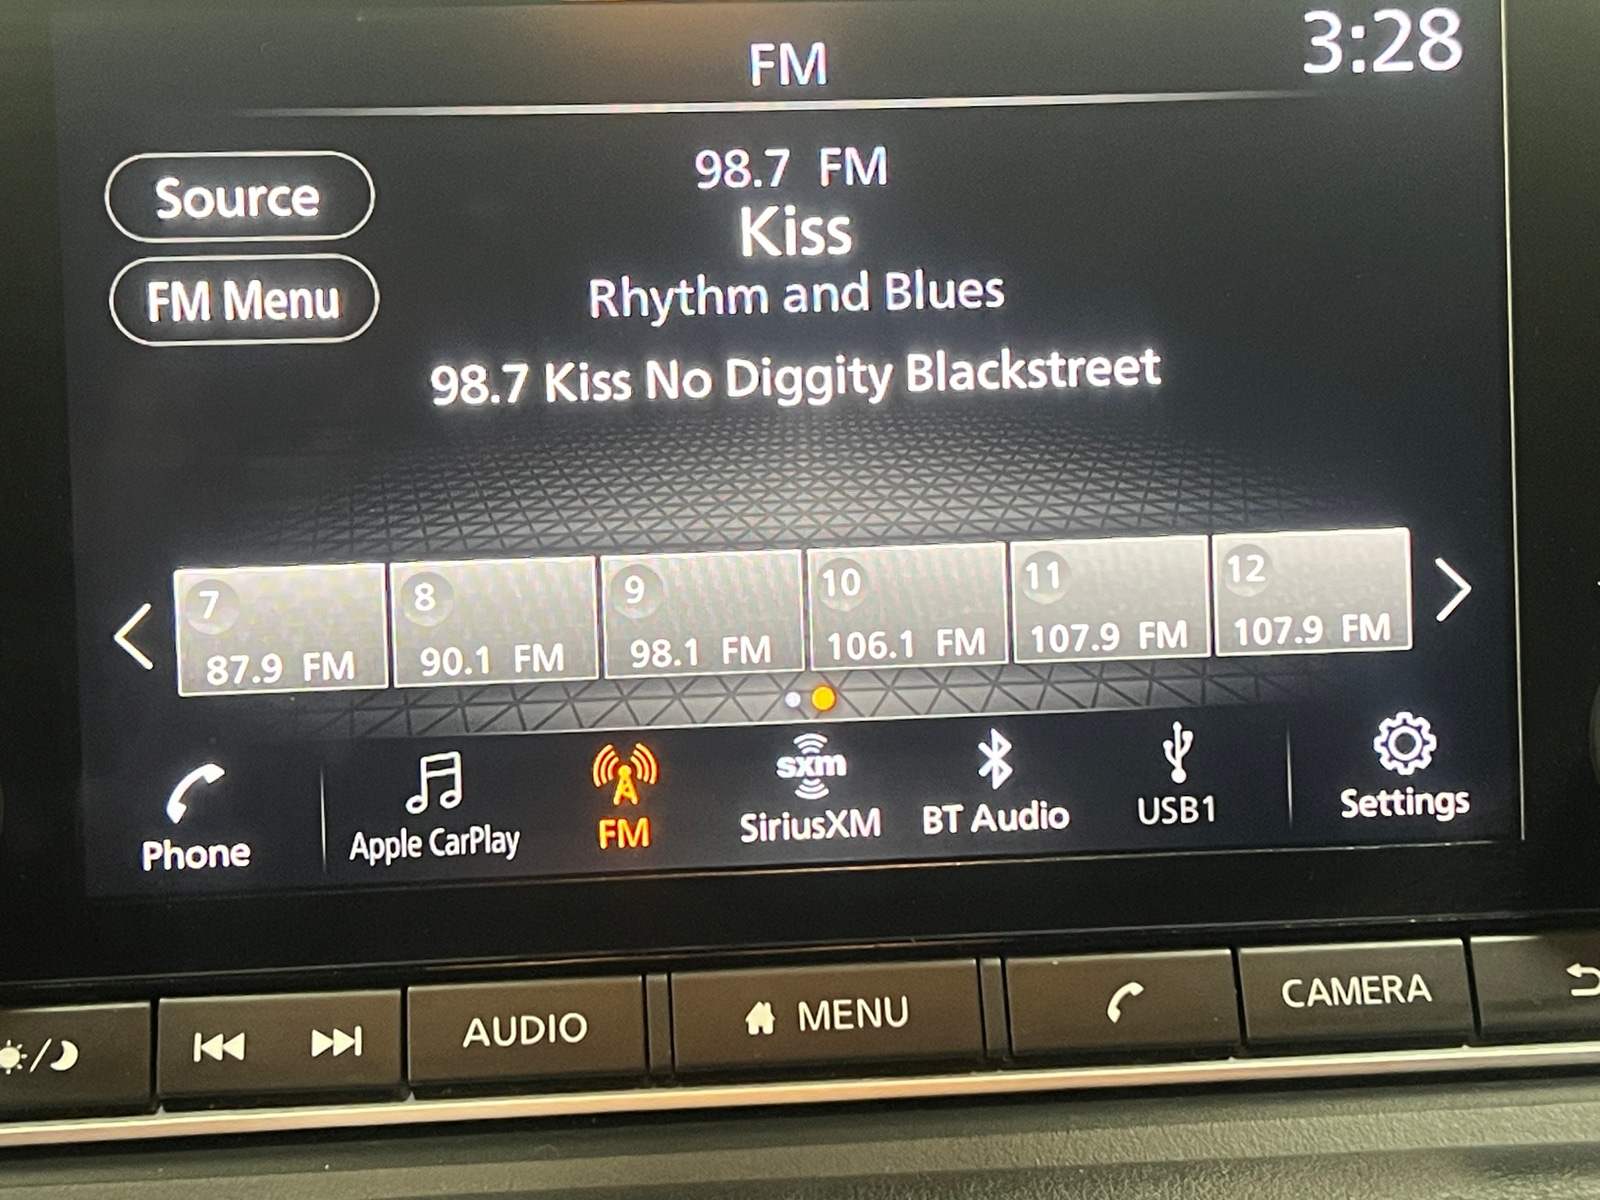 FM
3:28
Source
FM Menu
98.7 FM
Kiss
Rhythm and Blues
98.7 Kiss No Diggity Blackstreet
7
87.9 FM
8
90.1 FM
9
98.1 FM
10
106.1 FM
11
107.9 FM
12
107.9 FM
Phone
Apple CarPlay
FM
sxm
SiriusXM
BT Audio
USB1
Settings
AUDIO
MENU
CAMERA